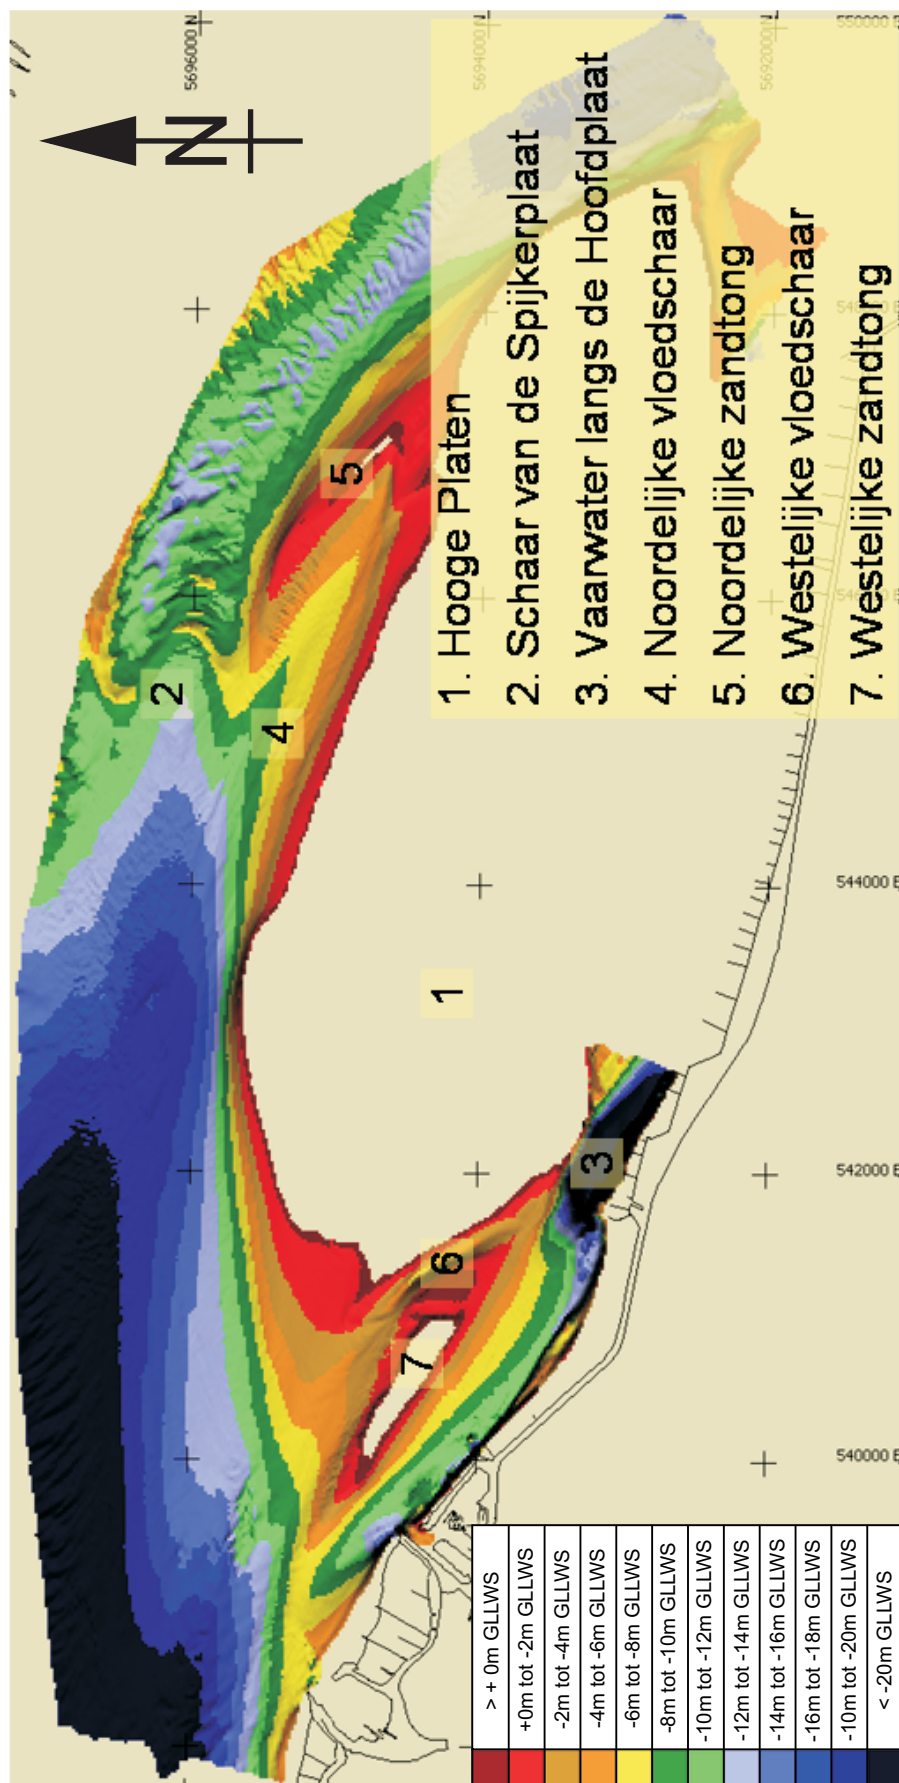 5696000 N
N
2
5
4
5694000 N
1
6
7
3
1. Hooge Platen
2. Schaar van de Spijkerplaat
3. Vaarwater langs de Hoofdplaat
4. Noordelijke vloedschaar
5. Noordelijke zandtong
6. Westelijke vloedschaar
7. Westelijke zandtong
5692000 N
> + 0m GLLWS
+0m tot -2m GLLWS
-2m tot -4m GLLWS
-4m tot -6m GLLWS
-6m tot -8m GLLWS
-8m tot -10m GLLWS
-10m tot -12m GLLWS
-12m tot -14m GLLWS
-14m tot -16m GLLWS
-16m tot -18m GLLWS
-10m tot -20m GLLWS
< -20m GLLWS
540000 E
542000 E
544000 E
546000 E
550000 E